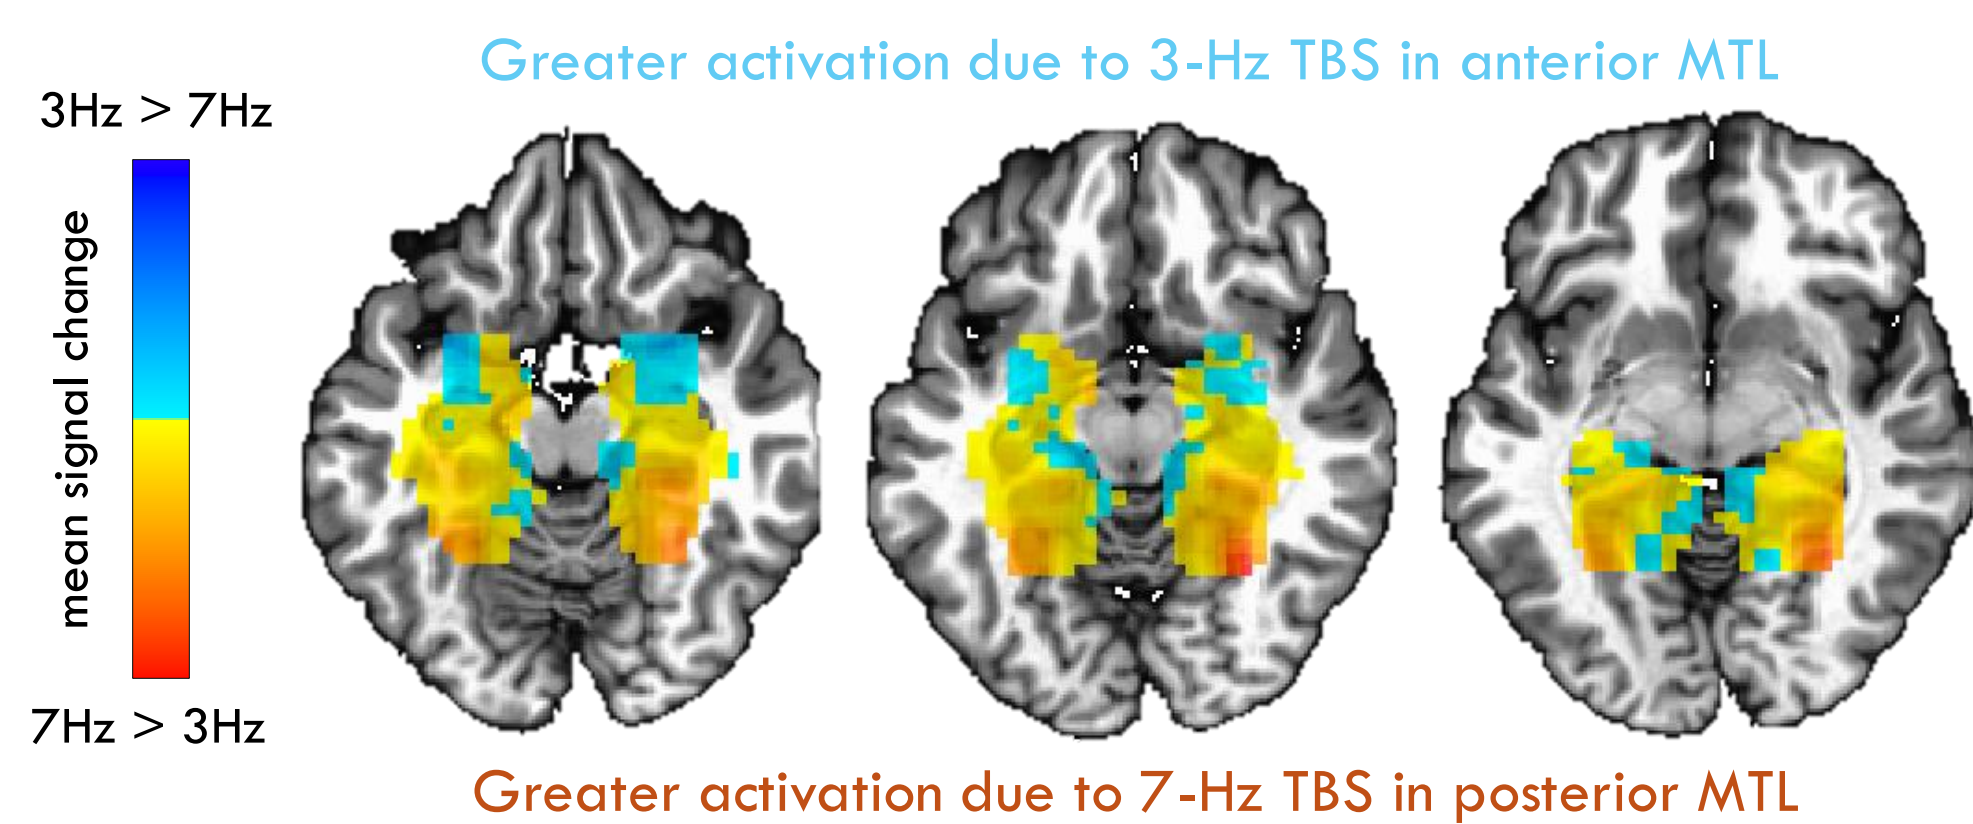 Greater activation due to 3-Hz TBS in anterior MTL
3Hz > 7Hz
mean signal change
7Hz > 3Hz
Greater activation due to 7-Hz TBS in posterior MTL